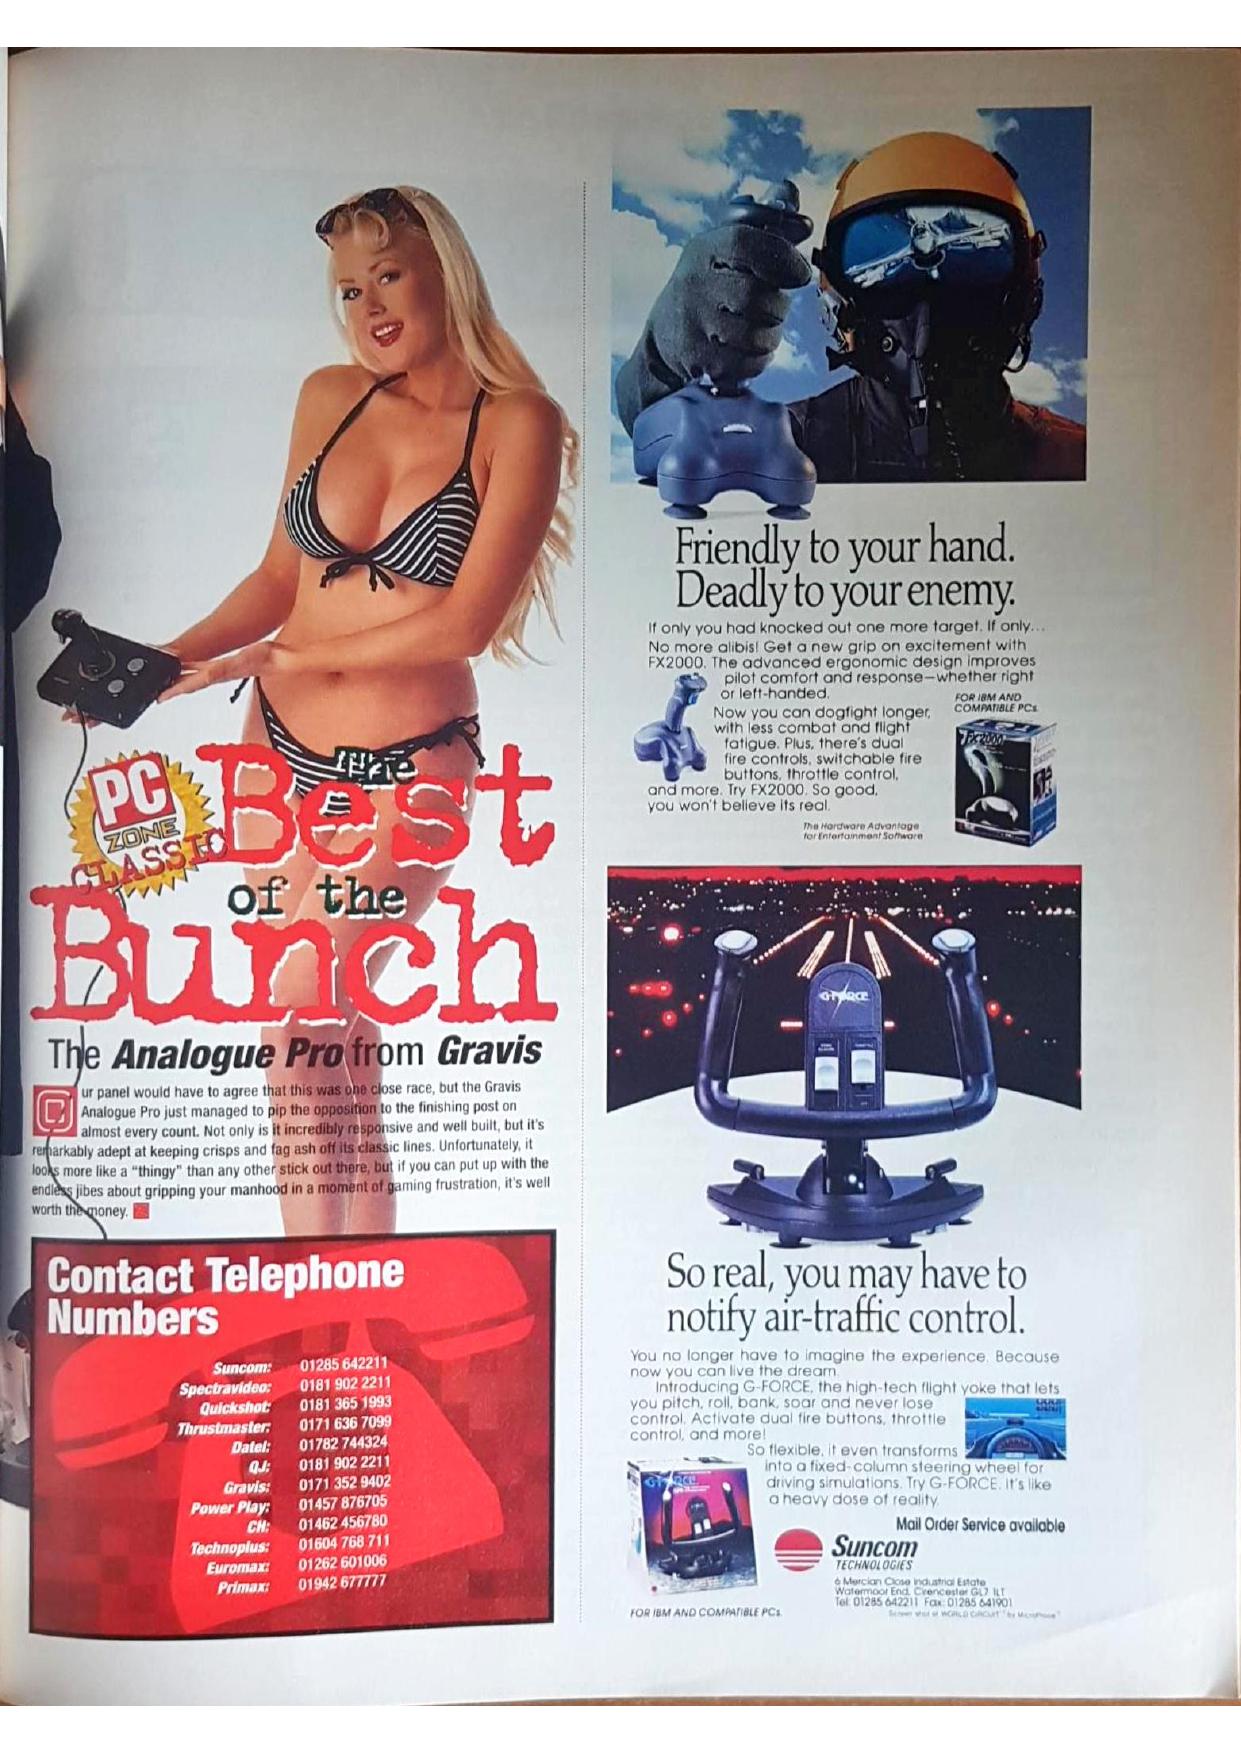 PC
ZONE
CLASSIC
the
Best
of the
Bunch
The Analogue Pro from Gravis
Our panel would have to agree that this was one close race, but the Gravis
Analogue Pro just managed to pip the opposition to the finishing post on
almost every count. Not only is it incredibly responsive and well built, but it's
remarkably adept at keeping crisps and fag ash off its classic lines. Unfortunately, it
looks more like a "thingy" than any other stick out there, but if you can put up with the
endless jibes about gripping your manhood in a moment of gaming frustration, it's well
worth the money.
Contact Telephone
Numbers
Suncom: 01285 642211
Spectravideo: 0181 902 2211
Quickshot: 0181 365 1993
Thrustmaster: 0171 636 7099
Datel: 01782 744324
QJ: 0181 902 2211
Gravis: 0171 352 9402
Power Play: 01457 876705
CH: 01462 456780
Technoplus: 01604 768 711
Euromax: 01262 601006
Primax: 01942 677777
Friendly to your hand.
Deadly to your enemy.
If only you had knocked out one more target. If only...
No more alibis! Get a new grip on excitement with
FX2000. The advanced ergonomic design improves
pilot comfort and response—whether right
or left-handed.
Now you can dogfight longer,
with less combat and flight
fatigue. Plus, there's dual
fire controls, switchable fire
buttons, throttle control,
and more. Try FX2000. So good,
you won't believe its real.
FOR IBM AND
COMPATIBLE PCs
FX2000
The Hardware Advantage
for Entertainment Software
G-FORCE
So real, you may have to
notify air-traffic control.
You no longer have to imagine the experience. Because
now you can live the dream.
Introducing G-FORCE, the high-tech flight yoke that lets
you pitch, roll, bank, soar and never lose
control. Activate dual fire buttons, throttle
control, and more!
So flexible, it even transforms
into a fixed-column steering wheel for
driving simulations. Try G-FORCE. It's like
a heavy dose of reality.
G-FORCE
FOR IBM AND COMPATIBLE PCs
Mail Order Service available
Suncom
TECHNOLOGIES
6 Mercian Close Industrial Estate
Watermoor End, Cirencester GL7 1LT
Tel: 01285 642211 Fax: 01285 641901
Screen shot of WORLD CIRCUIT™ by MicroProse™